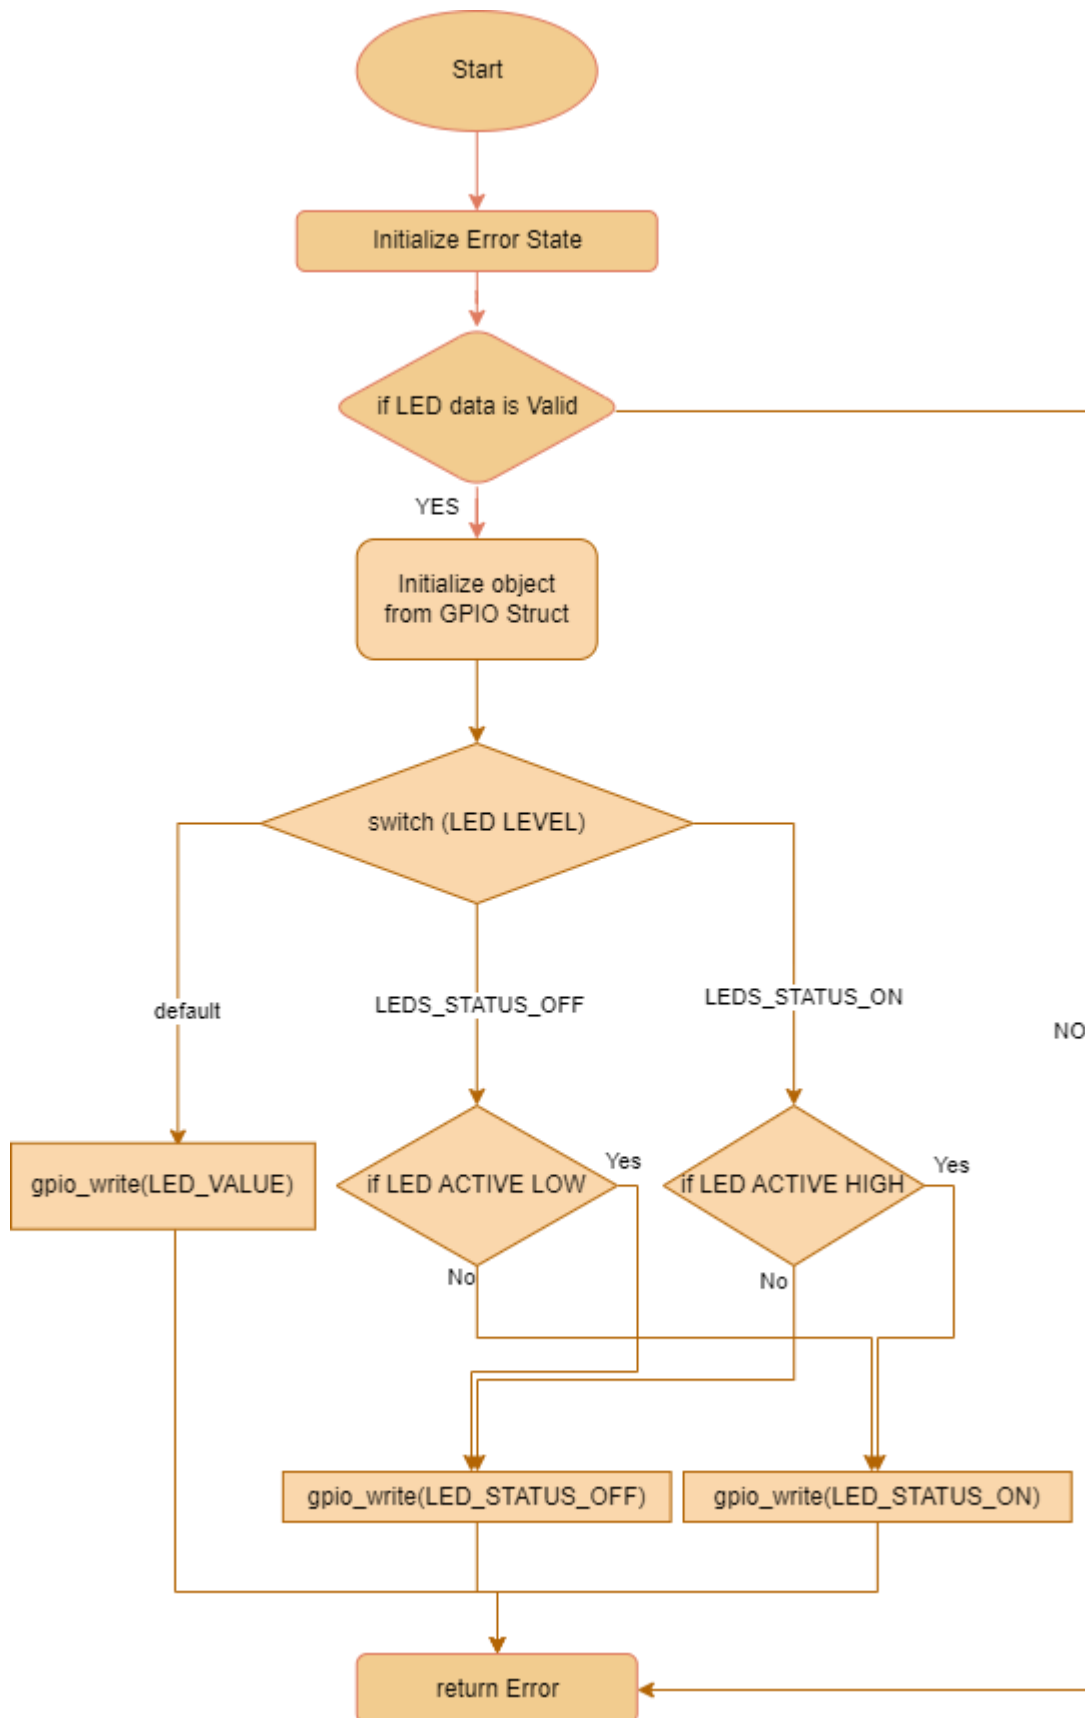 Start
Initialize Error State
if LED data is Valid
YES
Initialize object
from GPIO Struct
switch (LED LEVEL)
default
LEDS_STATUS_OFF
LEDS_STATUS_ON
NO
gpio_write(LED_VALUE)
if LED ACTIVE LOW
Yes
if LED ACTIVE HIGH
Yes
No
No
gpio_write(LED_STATUS_OFF)
gpio_write(LED_STATUS_ON)
return Error